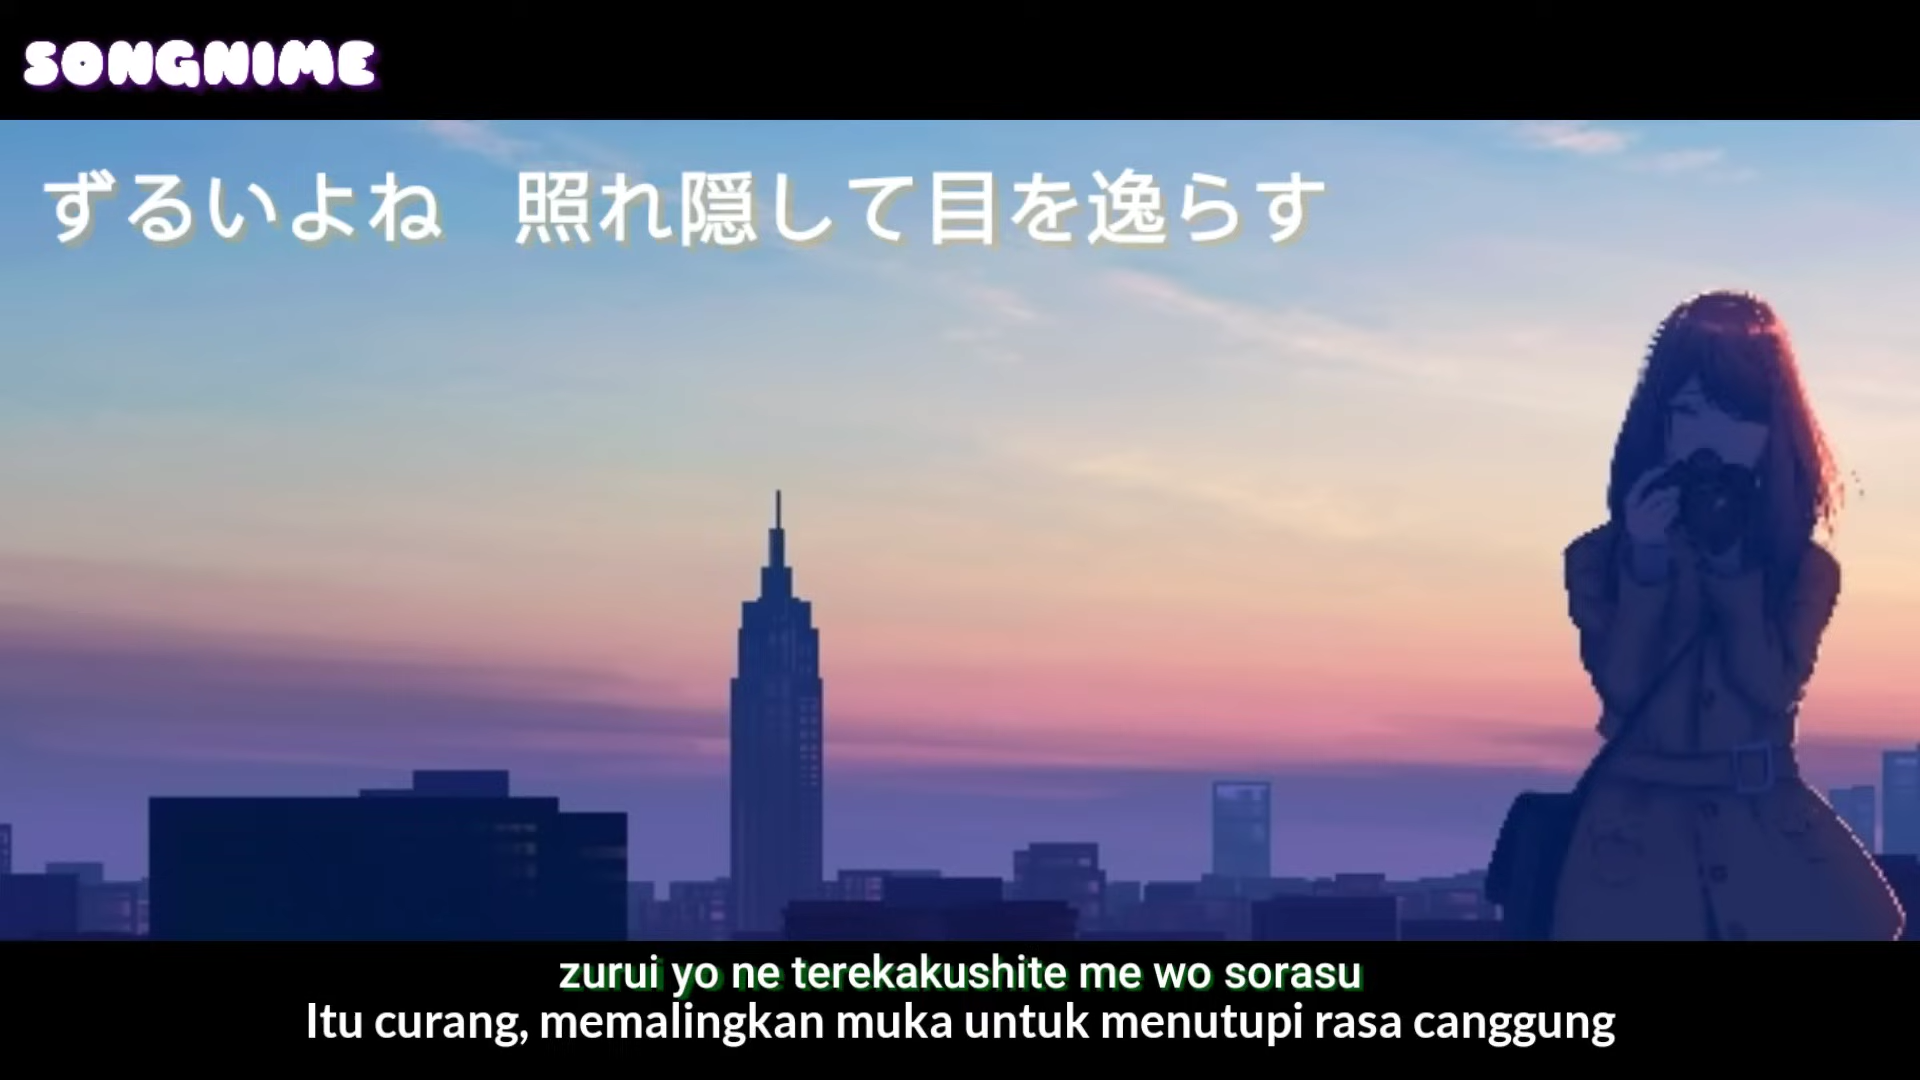 SONGNIME
ずるいよね 照れ隠して目を逸らす
zurui yo ne terekakushite me wo sorasu
Itu curang, memalingkan muka untuk menutupi rasa canggung